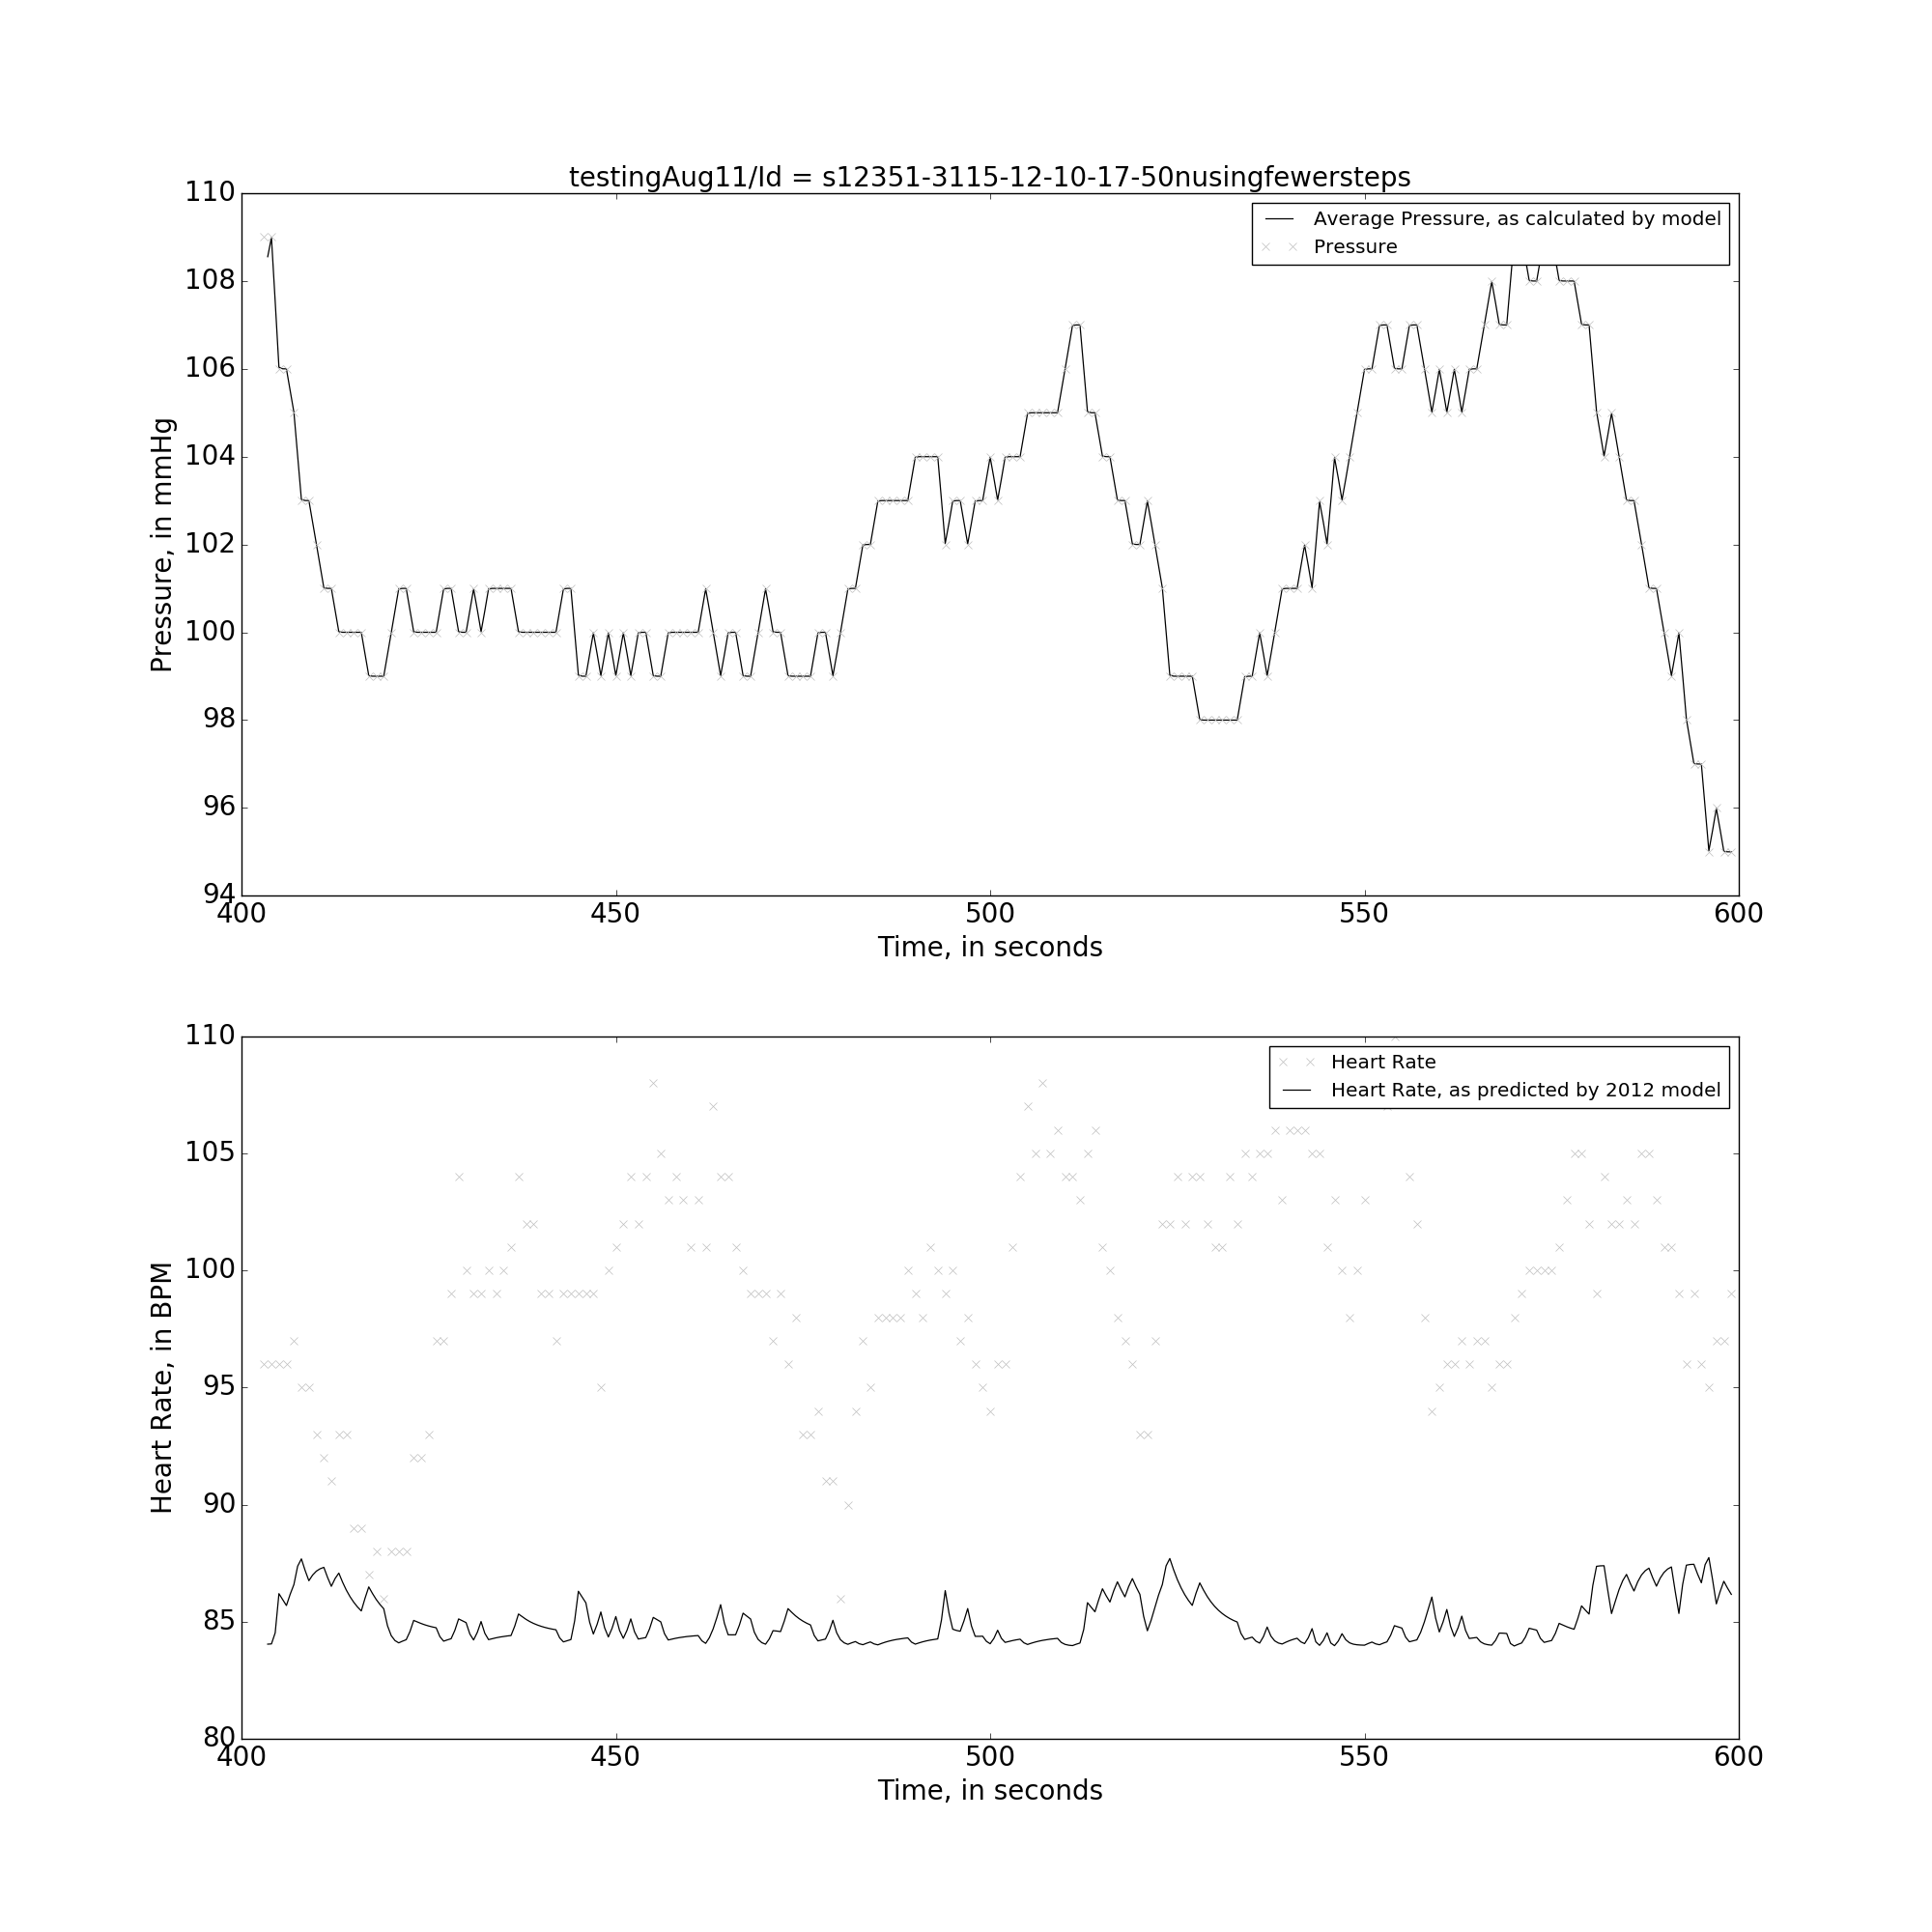 testingAug11/Id = s12351-3115-12-10-17-50nusingfewersteps
110
108
106
104
102
100
98
96
94
Pressure, in mmHg
Average Pressure, as calculated by model
Pressure
400 450 500 550 600
Time, in seconds
110
105
100
95
90
85
80
Heart Rate, in BPM
Heart Rate
Heart Rate, as predicted by 2012 model
400 450 500 550 600
Time, in seconds